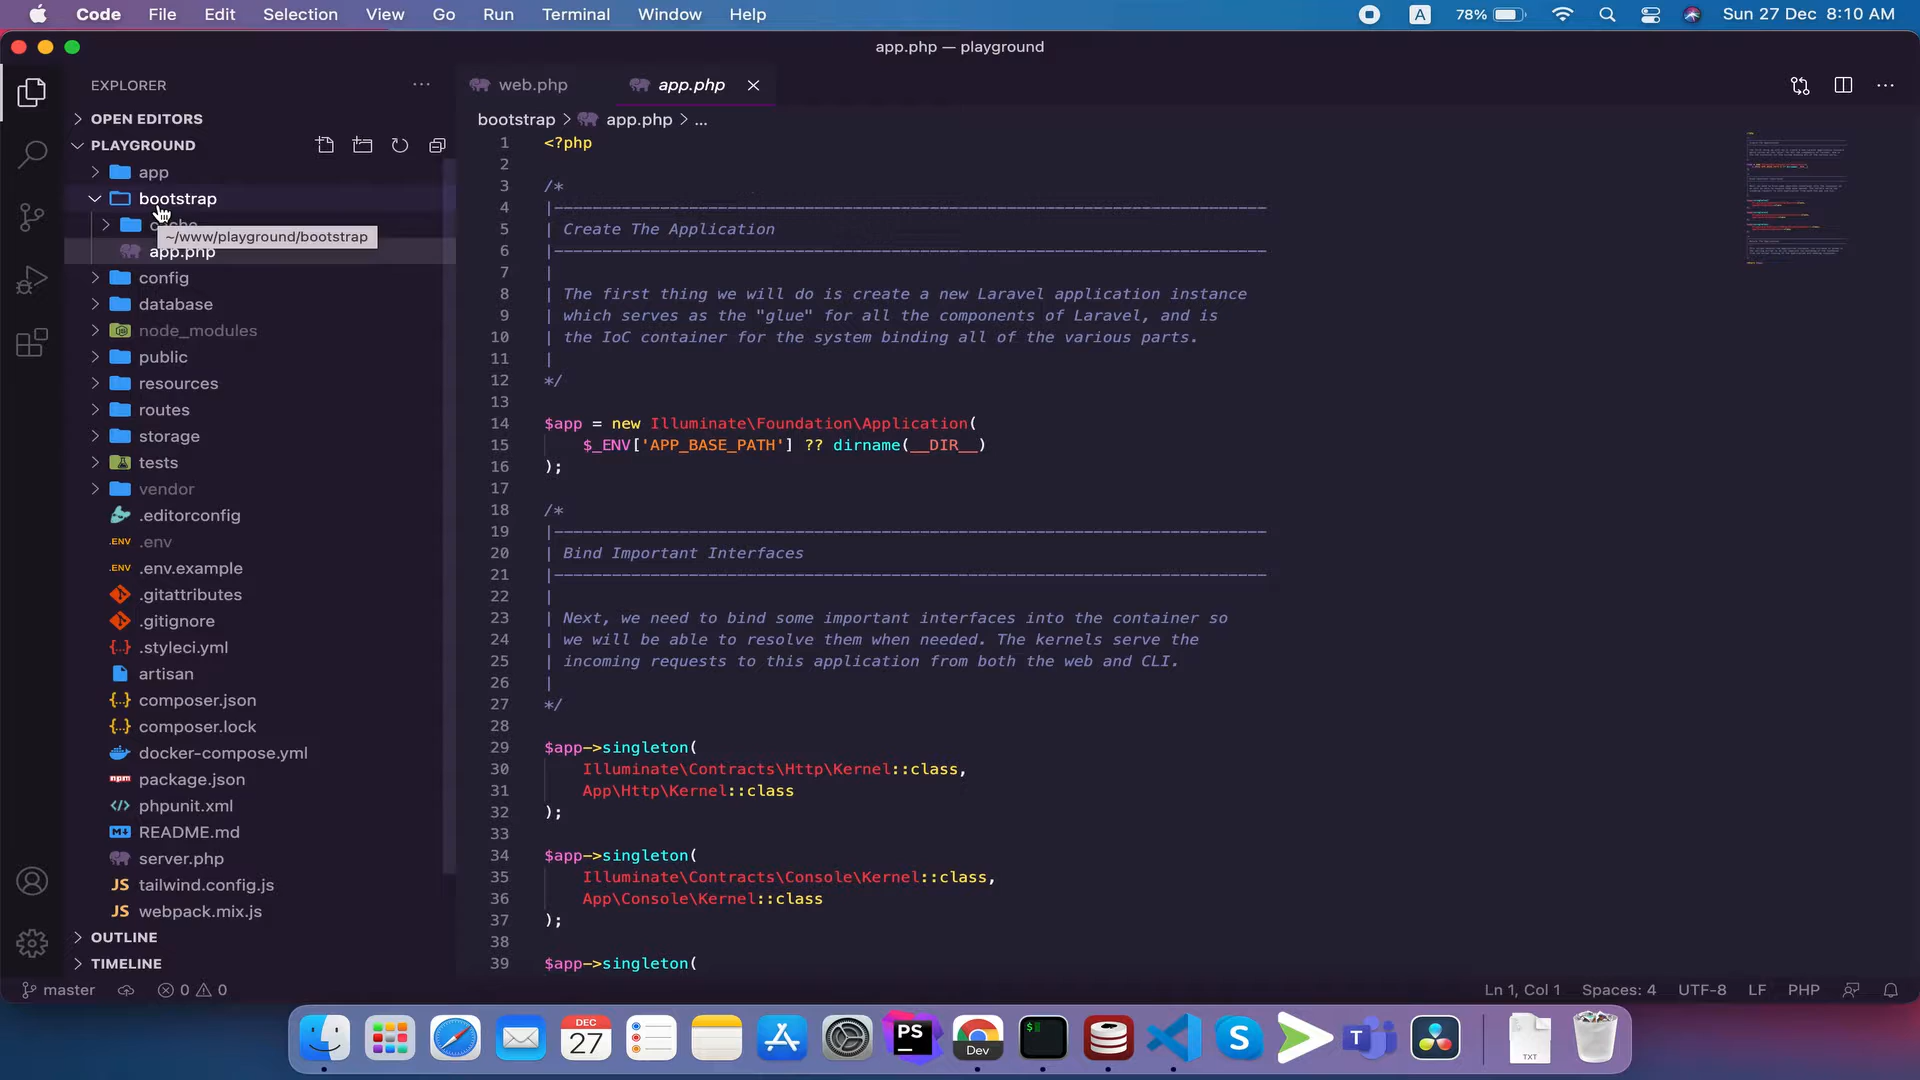 Code File Edit Selection View Go Run Terminal Window Help A 78% Sun 27 Dec 8:10 AM
app.php — playground
EXPLORER
OPEN EDITORS
PLAYGROUND
app
bootstrap
~/www/playground/bootstrap
app.php
config
database
node_modules
public
resources
routes
storage
tests
vendor
.editorconfig
.ENV .env
.ENV .env.example
.gitattributes
.gitignore
{..} .styleci.yml
artisan
{.} composer.json
{.} composer.lock
docker-compose.yml
npm package.json
</> phpunit.xml
M↓ README.md
server.php
JS tailwind.config.js
JS webpack.mix.js
OUTLINE
TIMELINE
web.php app.php
bootstrap > app.php > ...
1 <?php
2
3 /*
4 |--------------------------------------------------------------------------
5 | Create The Application
6 |--------------------------------------------------------------------------
7 |
8 | The first thing we will do is create a new Laravel application instance
9 | which serves as the "glue" for all the components of Laravel, and is
10 | the IoC container for the system binding all of the various parts.
11 |
12 */
13
14 $app = new Illuminate\Foundation\Application(
15 $_ENV['APP_BASE_PATH'] ?? dirname(__DIR__)
16 );
17
18 /*
19 |--------------------------------------------------------------------------
20 | Bind Important Interfaces
21 |--------------------------------------------------------------------------
22 |
23 | Next, we need to bind some important interfaces into the container so
24 | we will be able to resolve them when needed. The kernels serve the
25 | incoming requests to this application from both the web and CLI.
26 |
27 */
28
29 $app->singleton(
30 Illuminate\Contracts\Http\Kernel::class,
31 App\Http\Kernel::class
32 );
33
34 $app->singleton(
35 Illuminate\Contracts\Console\Kernel::class,
36 App\Console\Kernel::class
37 );
38
39 $app->singleton(
master 0 0 Ln 1, Col 1 Spaces: 4 UTF-8 LF PHP
DEC
27
PS
Dev
$
S
T
TXT